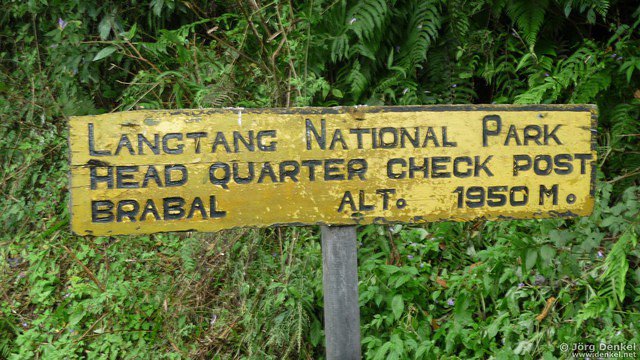 LANGTANG NATIONAL PARK
HEAD QUARTER CHECK POST
BRABAL ALT. 1950 M.
© Jörg Denkel
www.denkel.net